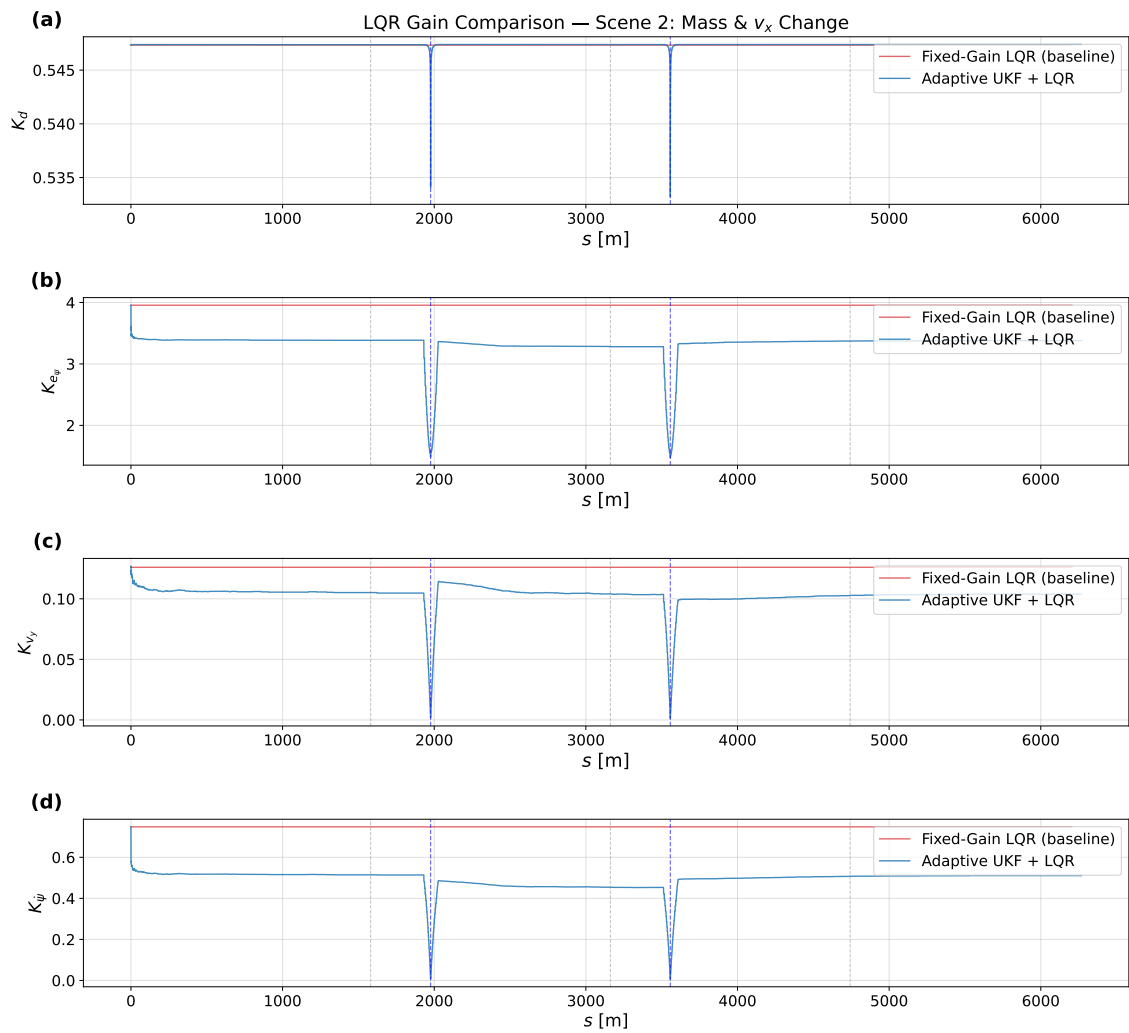 (a)
LQR Gain Comparison — Scene 2: Mass & vₓ Change
K_d
0.545
0.540
0.535
Fixed-Gain LQR (baseline)
Adaptive UKF + LQR
0 1000 2000 3000 4000 5000 6000
s [m]
(b)
K_{e_ψ}
4
3
2
Fixed-Gain LQR (baseline)
Adaptive UKF + LQR
0 1000 2000 3000 4000 5000 6000
s [m]
(c)
K_{v_y}
0.10
0.05
0.00
Fixed-Gain LQR (baseline)
Adaptive UKF + LQR
0 1000 2000 3000 4000 5000 6000
s [m]
(d)
K_ψ̇
0.6
0.4
0.2
0.0
Fixed-Gain LQR (baseline)
Adaptive UKF + LQR
0 1000 2000 3000 4000 5000 6000
s [m]